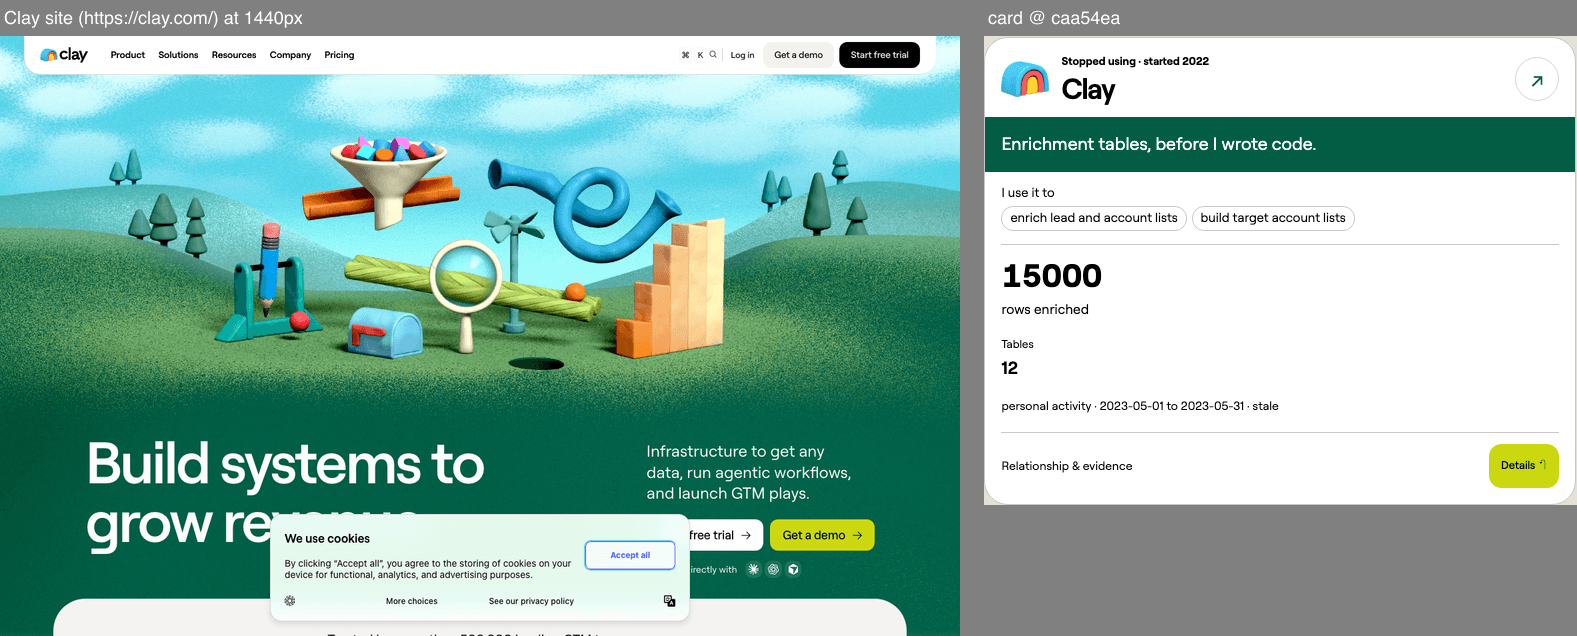 Clay site (https://clay.com/) at 1440px
clay Product Solutions Resources Company Pricing ⌘ K Log in Get a demo Start free trial
Build systems to
grow
Infrastructure to get any
data, run agentic workflows,
and launch GTM plays.
free trial → Get a demo →
directly with
We use cookies
By clicking "Accept all", you agree to the storing of cookies on your
device for functional, analytics, and advertising purposes.
Accept all
More choices See our privacy policy
card @ caa54ea
Stopped using · started 2022
Clay
Enrichment tables, before I wrote code.
I use it to
enrich lead and account lists build target account lists
15000
rows enriched
Tables
12
personal activity · 2023-05-01 to 2023-05-31 · stale
Relationship & evidence
Details